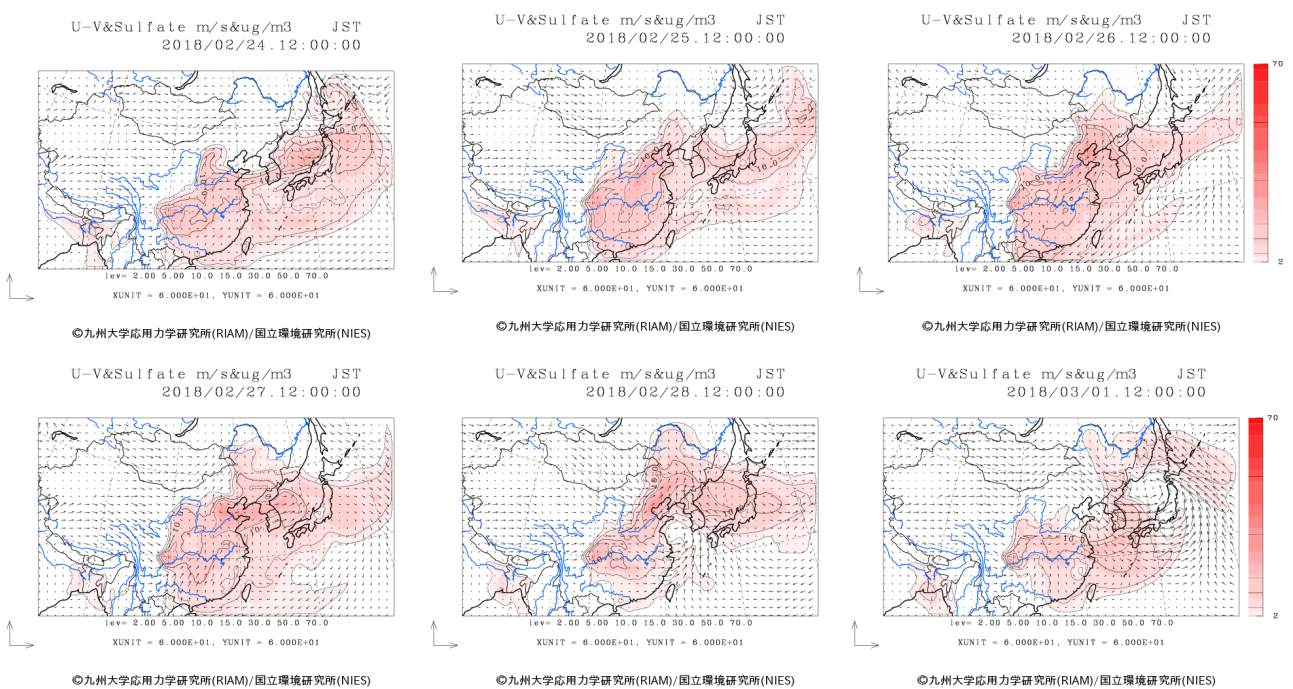 U-V&Sulfate m/s&ug/m3 JST
2018/02/24.12:00:00
lev= 2.00 5.00 10.0 15.0 30.0 50.0 70.0
XUNIT = 6.000E+01, YUNIT = 6.000E+01
©九州大学応用力学研究所(RIAM)/国立環境研究所(NIES)
U-V&Sulfate m/s&ug/m3 JST
2018/02/25.12:00:00
lev= 2.00 5.00 10.0 15.0 30.0 50.0 70.0
XUNIT = 6.000E+01, YUNIT = 6.000E+01
©九州大学応用力学研究所(RIAM)/国立環境研究所(NIES)
U-V&Sulfate m/s&ug/m3 JST
2018/02/26.12:00:00
70
2
lev= 2.00 5.00 10.0 15.0 30.0 50.0 70.0
XUNIT = 6.000E+01, YUNIT = 6.000E+01
©九州大学応用力学研究所(RIAM)/国立環境研究所(NIES)
U-V&Sulfate m/s&ug/m3 JST
2018/02/27.12:00:00
lev= 2.00 5.00 10.0 15.0 30.0 50.0 70.0
XUNIT = 6.000E+01, YUNIT = 6.000E+01
©九州大学応用力学研究所(RIAM)/国立環境研究所(NIES)
U-V&Sulfate m/s&ug/m3 JST
2018/02/28.12:00:00
lev= 2.00 5.00 10.0 15.0 30.0 50.0 70.0
XUNIT = 6.000E+01, YUNIT = 6.000E+01
©九州大学応用力学研究所(RIAM)/国立環境研究所(NIES)
U-V&Sulfate m/s&ug/m3 JST
2018/03/01.12:00:00
70
10
2
lev= 2.00 5.00 10.0 15.0 30.0 50.0 70.0
XUNIT = 6.000E+01, YUNIT = 6.000E+01
©九州大学応用力学研究所(RIAM)/国立環境研究所(NIES)